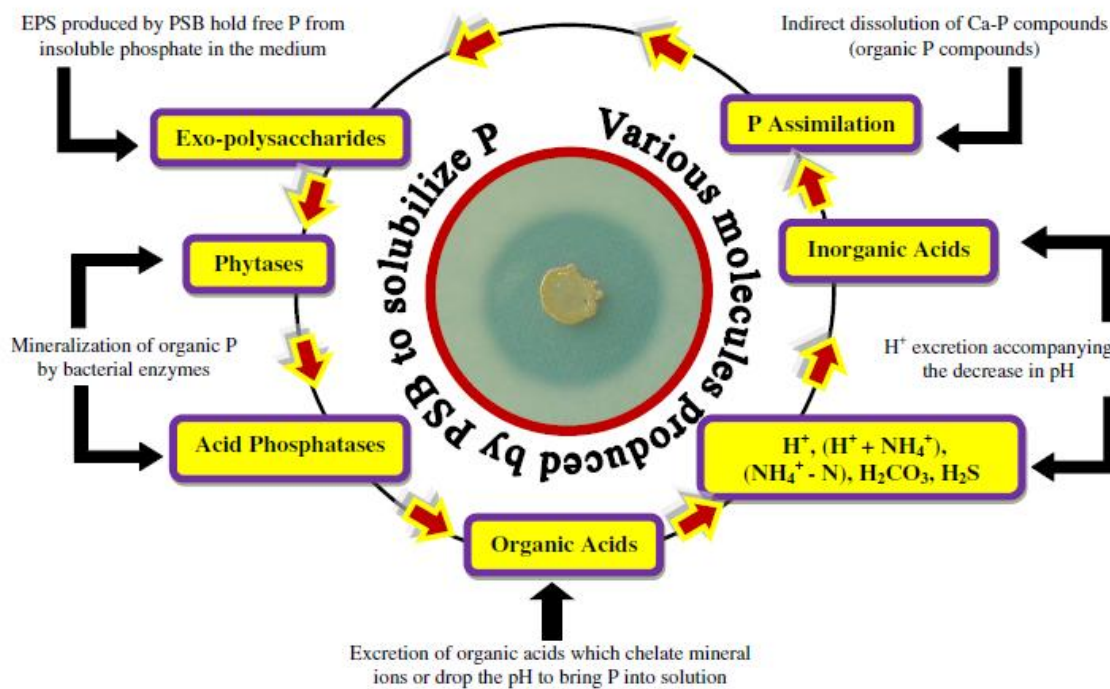 EPS produced by PSB hold free P from
insoluble phosphate in the medium
Indirect dissolution of Ca-P compounds
(organic P compounds)
Exo-polysaccharides
P Assimilation
Various molecules produced by PSB to solubilize P
Phytases
Inorganic Acids
Mineralization of organic P
by bacterial enzymes
H⁺ excretion accompanying
the decrease in pH
Acid Phosphatases
H⁺, (H⁺ + NH₄⁺),
(NH₄⁺ - N), H₂CO₃, H₂S
Organic Acids
Excretion of organic acids which chelate mineral
ions or drop the pH to bring P into solution